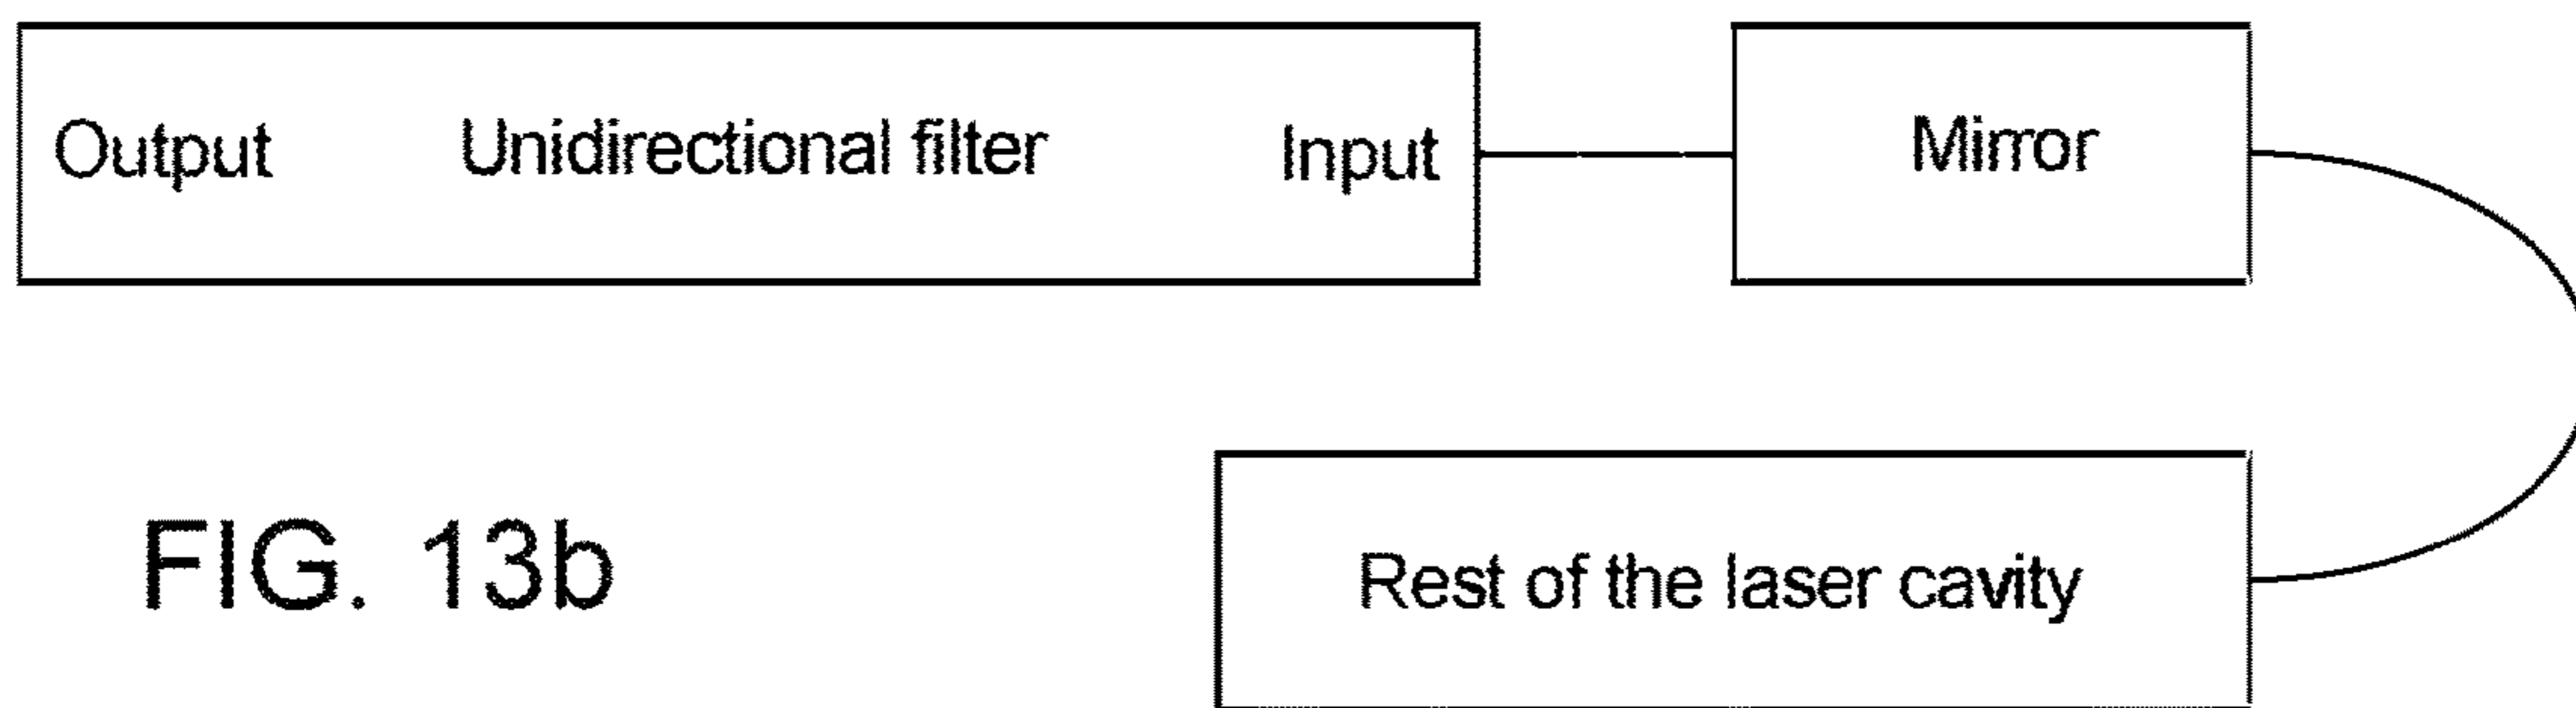 Output Unidirectional filter Input
Mirror
Rest of the laser cavity
FIG. 13b